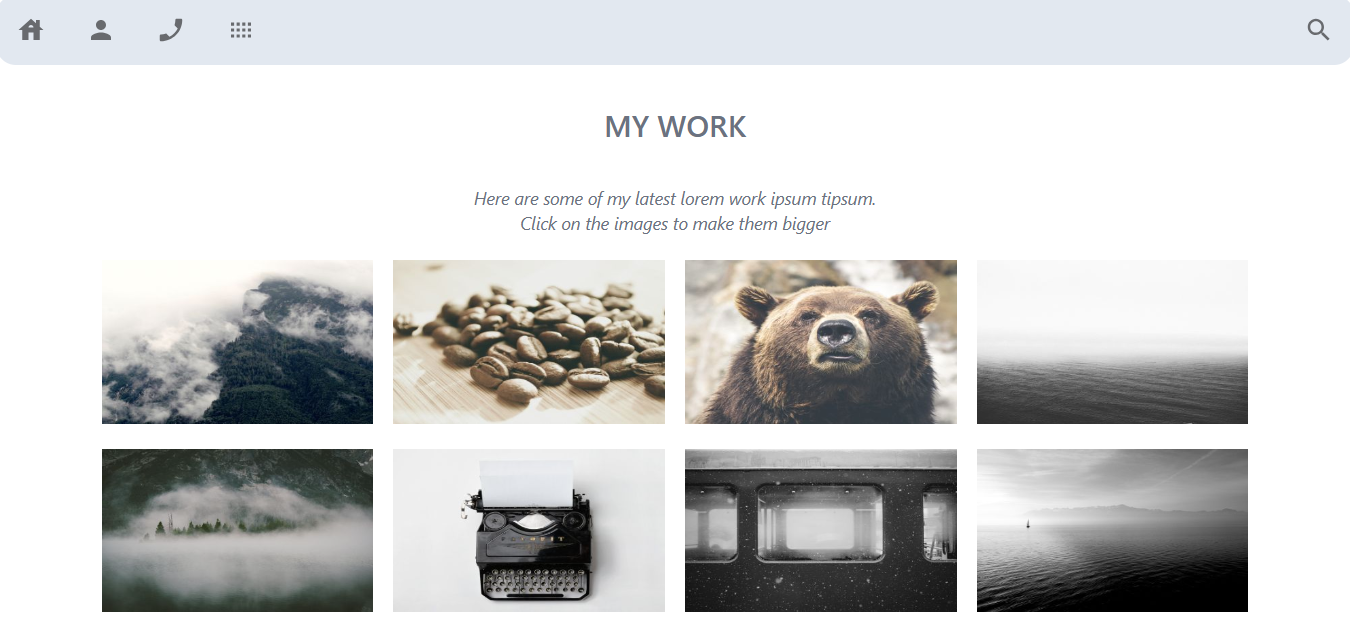 MY WORK
Here are some of my latest lorem work ipsum tipsum.
Click on the images to make them bigger